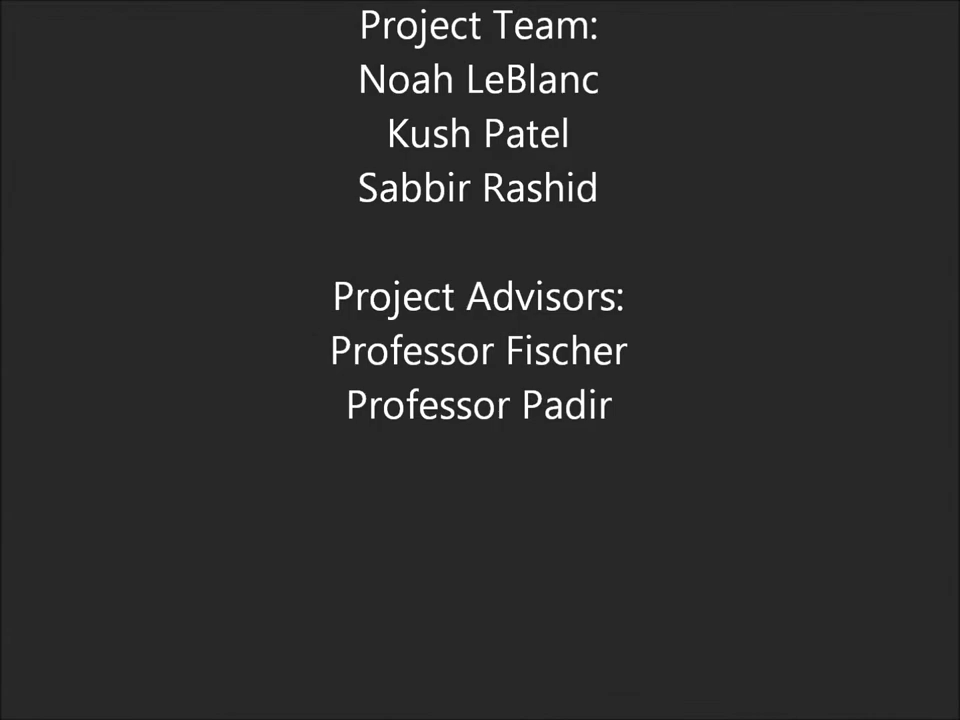 Project Team:
Noah LeBlanc
Kush Patel
Sabbir Rashid
Project Advisors:
Professor Fischer
Professor Padir